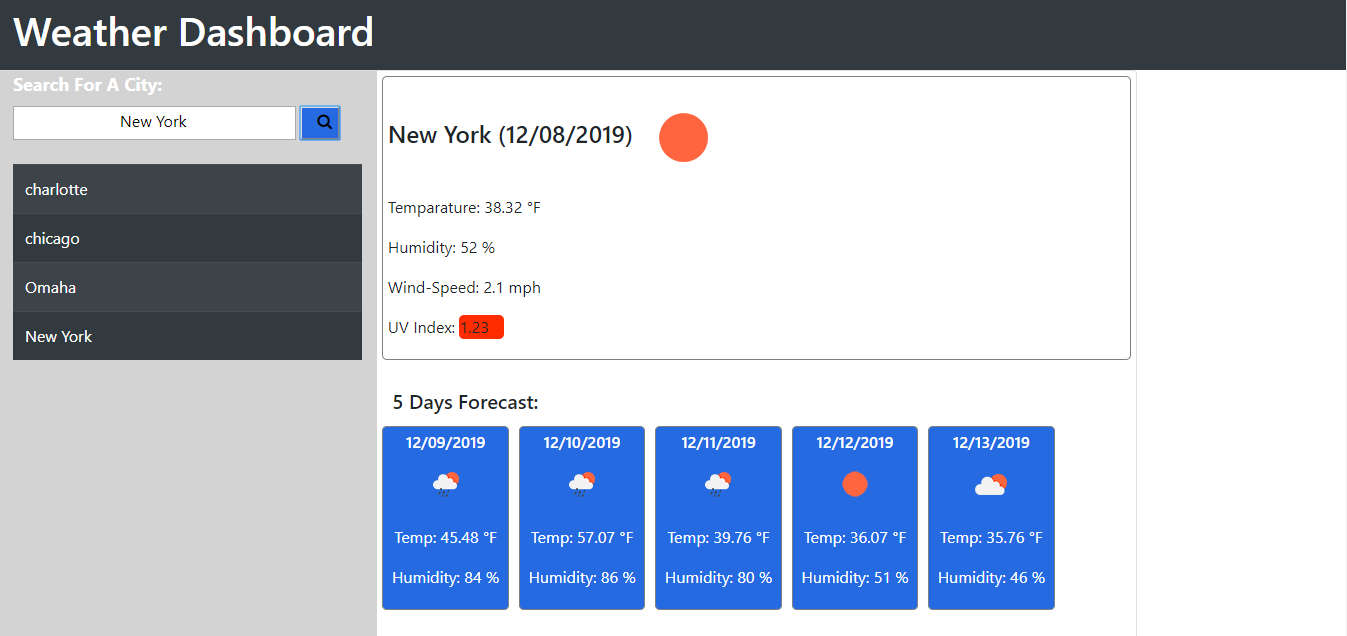 Weather Dashboard
Search For A City:
New York
charlotte
chicago
Omaha
New York
New York (12/08/2019)
Temparature: 38.32 °F
Humidity: 52 %
Wind-Speed: 2.1 mph
UV Index: 1.23
5 Days Forecast:
12/09/2019
Temp: 45.48 °F
Humidity: 84 %
12/10/2019
Temp: 57.07 °F
Humidity: 86 %
12/11/2019
Temp: 39.76 °F
Humidity: 80 %
12/12/2019
Temp: 36.07 °F
Humidity: 51 %
12/13/2019
Temp: 35.76 °F
Humidity: 46 %